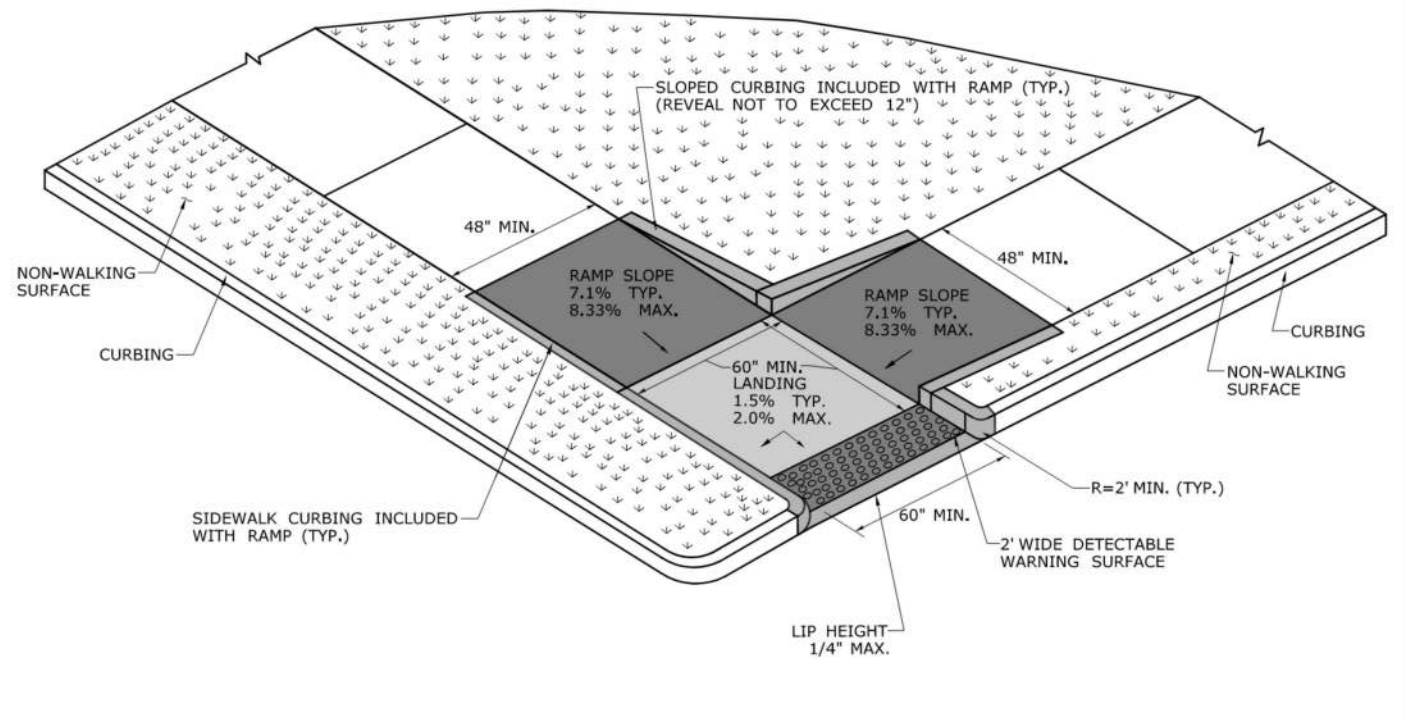 SLOPED CURBING INCLUDED WITH RAMP (TYP.)
(REVEAL NOT TO EXCEED 12")
48" MIN.
48" MIN.
NON-WALKING
SURFACE
RAMP SLOPE
7.1% TYP.
8.33% MAX.
RAMP SLOPE
7.1% TYP.
8.33% MAX.
CURBING
CURBING
60" MIN.
LANDING
1.5% TYP.
2.0% MAX.
NON-WALKING
SURFACE
R=2' MIN. (TYP.)
SIDEWALK CURBING INCLUDED
WITH RAMP (TYP.)
60" MIN.
2' WIDE DETECTABLE
WARNING SURFACE
LIP HEIGHT
1/4" MAX.